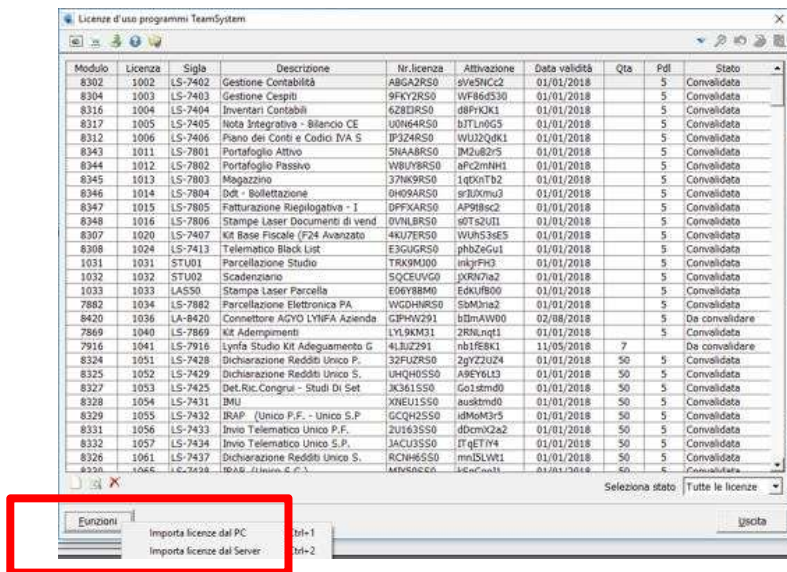 Licenze d'uso programmi TeamSystem
Modulo Licenza Sigla Descrizione Nr.licenza Attivazione Data validità Qta Pdl Stato
8302 1002 LS-7402 Gestione Contabilità ABGA2RS0 sVe5NCc2 01/01/2018 5 Convalidata
8304 1003 LS-7403 Gestione Cespiti 9FKY2RS0 WF86d530 01/01/2018 5 Convalidata
8316 1004 LS-7404 Inventari Contabili 6Z8DIRS0 d8PrKJK1 01/01/2018 5 Convalidata
8317 1005 LS-7405 Nota Integrativa - Bilancio CE U0N64RS0 bJTLn0G5 01/01/2018 5 Convalidata
8312 1006 LS-7406 Piano dei Conti e Codici IVA S IP3Z4RS0 WUJ2QdK1 01/01/2018 5 Convalidata
8343 1011 LS-7801 Portafoglio Attivo 5NAA8RS0 IM2uB2r5 01/01/2018 5 Convalidata
8344 1012 LS-7802 Portafoglio Passivo W8UY8RS0 aPc2mNH1 01/01/2018 5 Convalidata
8345 1013 LS-7803 Magazzino 37NK9RS0 1qtXnTb2 01/01/2018 5 Convalidata
8346 1014 LS-7804 Ddt - Bollettazione 0H09ARS0 srIUXmu3 01/01/2018 5 Convalidata
8347 1015 LS-7805 Fatturazione Riepilogativa - I DPFXARS0 AP9t8sc2 01/01/2018 5 Convalidata
8348 1016 LS-7806 Stampe Laser Documenti di vend 0VNLBRS0 s0Ts2UI1 01/01/2018 5 Convalidata
8307 1020 LS-7407 Kit Base Fiscale (F24 Avanzato 4KU7ERS0 WUhS3sE5 01/01/2018 5 Convalidata
8308 1024 LS-7413 Telematico Black List E3GUGRS0 phbZeGu1 01/01/2018 5 Convalidata
1031 1031 STU01 Parcellazione Studio TRK9MJ00 inkjrFH3 01/01/2018 5 Convalidata
1032 1032 STU02 Scadenziario SQCEUVG0 jXRN7ia2 01/01/2018 5 Convalidata
1033 1033 LAS50 Stampa Laser Parcella E06Y8BM0 EdKUfB00 01/01/2018 5 Convalidata
7882 1034 LS-7882 Parcellazione Elettronica PA WGDHNRS0 SbMJria2 01/01/2018 5 Convalidata
8420 1036 LA-8420 Connettore AGYO LYNFA Azienda GIPHW291 bIImAW00 02/08/2018 5 Da convalidare
7869 1040 LS-7869 Kit Adempimenti LYL9KM31 2RNLnqt1 01/01/2018 5 Convalidata
7916 1041 LS-7916 Lynfa Studio Kit Adeguamento G 4LIUZ291 nb1fE8K1 11/05/2018 7 Da convalidare
8324 1051 LS-7428 Dichiarazione Redditi Unico P. 32FUZRS0 2gYZ2UZ4 01/01/2018 50 5 Convalidata
8325 1052 LS-7429 Dichiarazione Redditi Unico S. UHQH0SS0 A9EY6Lt3 01/01/2018 50 5 Convalidata
8327 1053 LS-7425 Det.Ric.Congrui - Studi Di Set JK361SS0 Go1stmd0 01/01/2018 50 5 Convalidata
8328 1054 LS-7431 IMU XNEU1SS0 ausktmd0 01/01/2018 50 5 Convalidata
8329 1055 LS-7432 IRAP (Unico P.F. - Unico S.P GCQH2SS0 idMoM3r5 01/01/2018 50 5 Convalidata
8331 1056 LS-7433 Invio Telematico Unico P.F. 2U163SS0 dDcmX2a2 01/01/2018 50 5 Convalidata
8332 1057 LS-7434 Invio Telematico Unico S.P. JACU3SS0 ITqETiY4 01/01/2018 50 5 Convalidata
8326 1061 LS-7437 Dichiarazione Redditi Unico S. RCNH6SS0 mnI5LWt1 01/01/2018 50 5 Convalidata
Seleziona stato Tutte le licenze
Funzioni Uscita
Importa licenze dal PC Ctrl+1
Importa licenze dal Server Ctrl+2